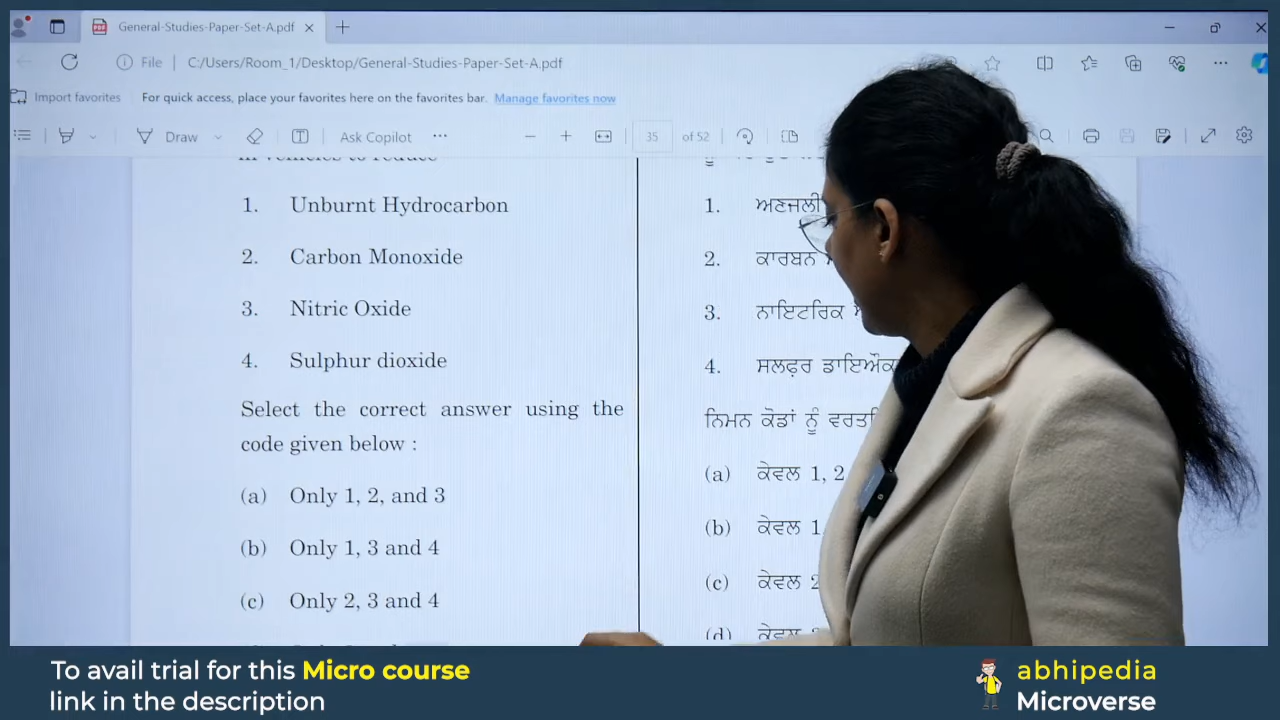 General-Studies-Paper-Set-A.pdf
File C:/Users/Room_1/Desktop/General-Studies-Paper-Set-A.pdf
Import favorites For quick access, place your favorites here on the favorites bar. Manage favorites now
Draw Ask Copilot 35 of 52
in vehicles to reduce
1. Unburnt Hydrocarbon
2. Carbon Monoxide
3. Nitric Oxide
4. Sulphur dioxide
Select the correct answer using the
code given below :
(a) Only 1, 2, and 3
(b) Only 1, 3 and 4
(c) Only 2, 3 and 4
1.
2. ਕਾਰਬਨ
3. ਨਾਇਟਰਿਕ
4. ਸਲਫ਼ਰ
ਨਿਮਨ ਕੋਡਾਂ ਨੂੰ
(a) ਕੇਵਲ 1, 2
(b) ਕੇਵਲ 1
(c) ਕੇਵਲ 2
(d) ਕੇਵਲ
To avail trial for this Micro course
link in the description
abhipedia
Microverse